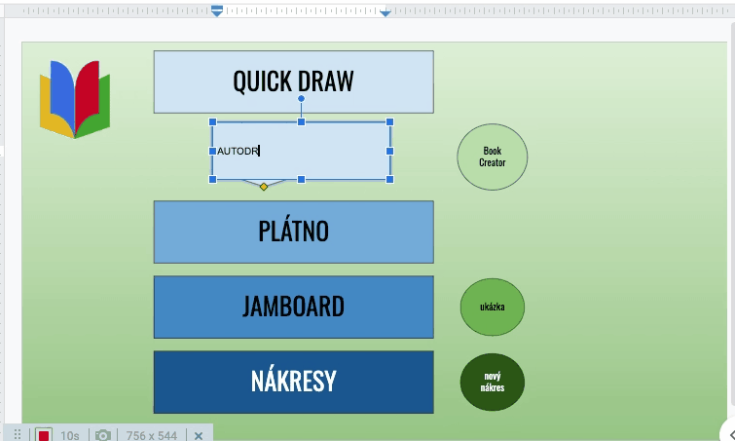 QUICK DRAW
AUTODR
Book
Creator
PLÁTNO
JAMBOARD
ukázka
NÁKRESY
nový
nákres
10s
756 x 544